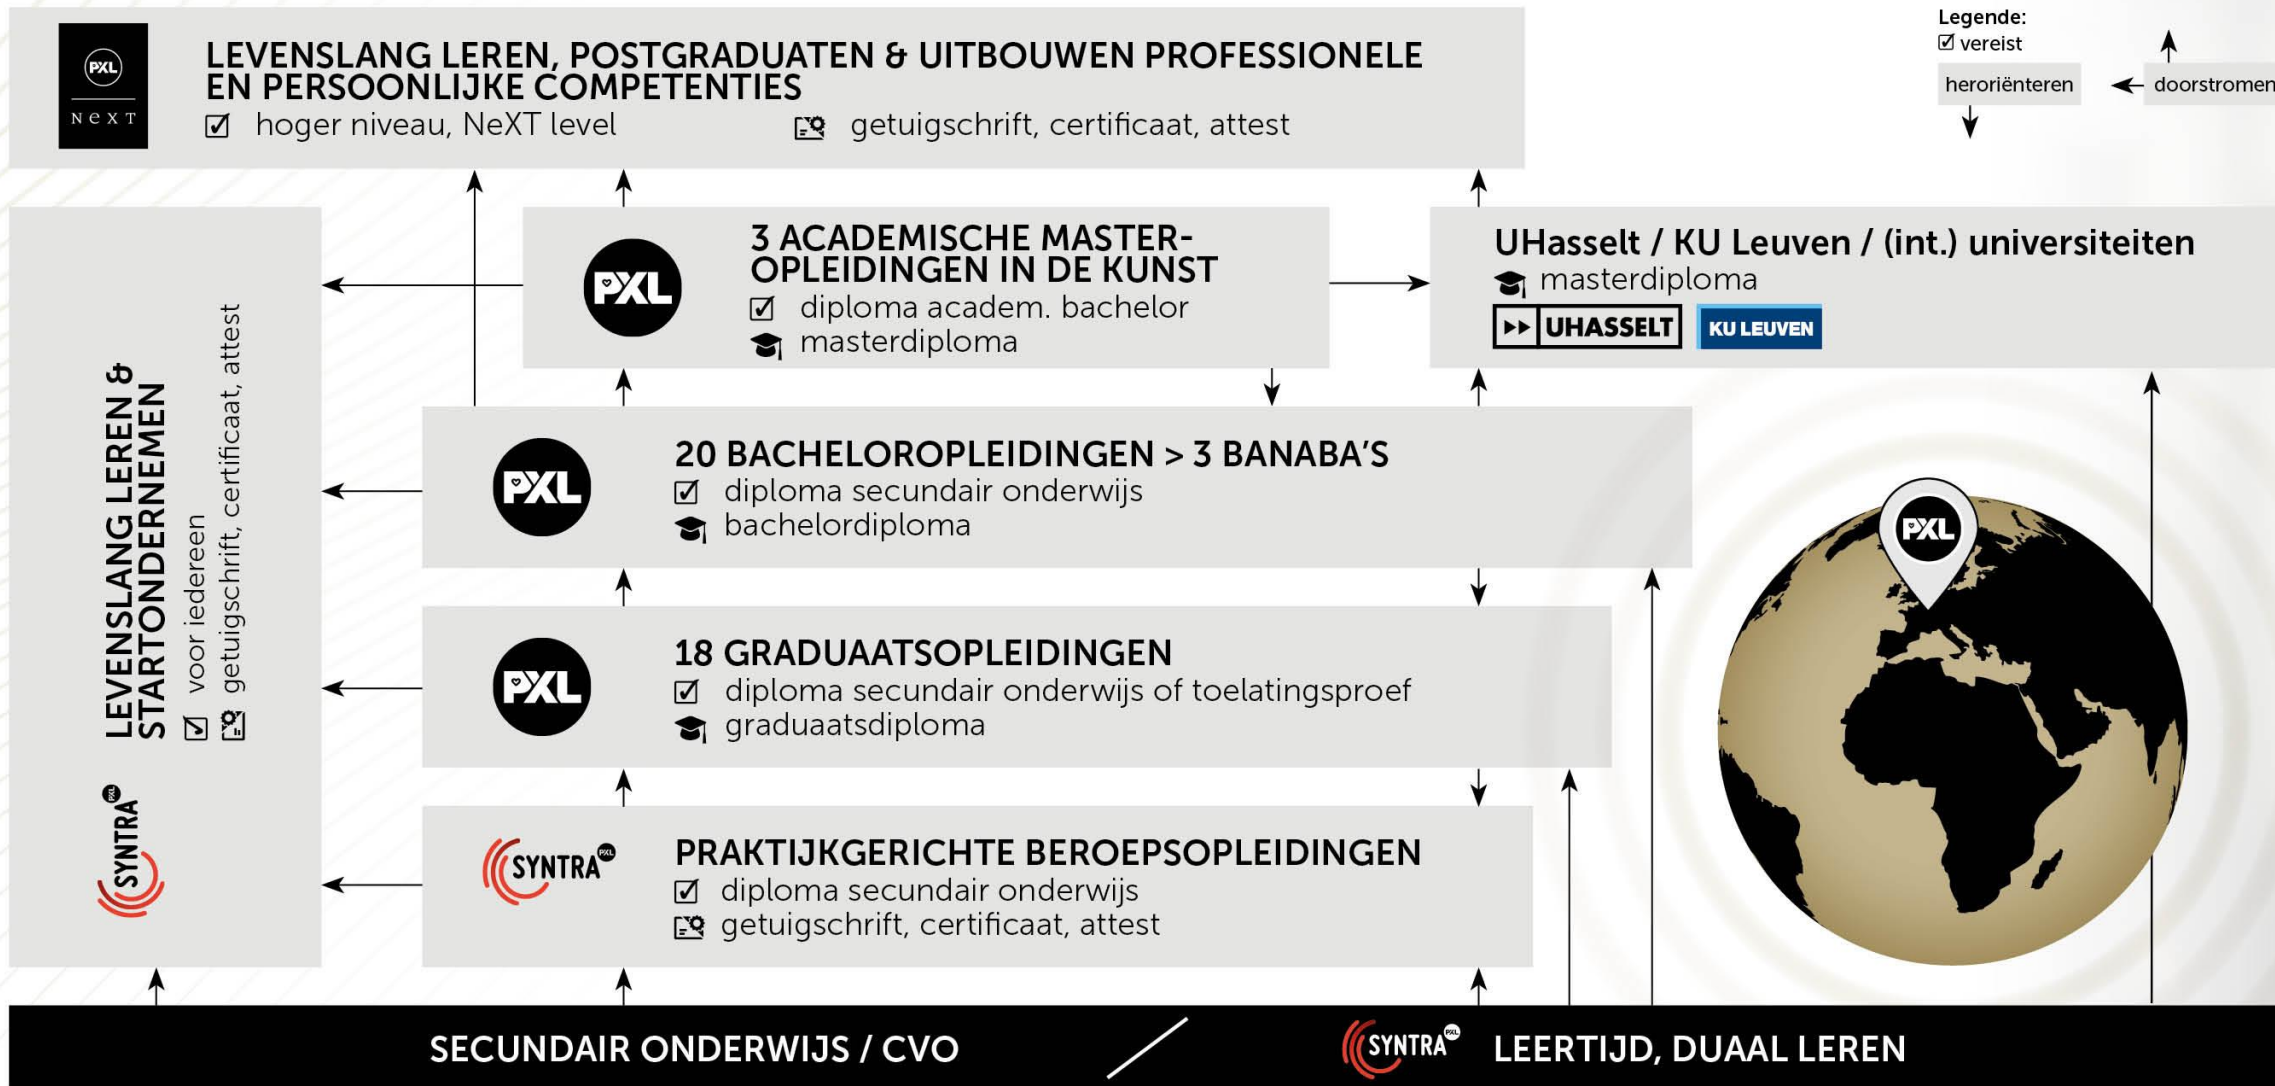 PXL
NeXT
LEVENSLANG LEREN, POSTGRADUATEN & UITBOUWEN PROFESSIONELE
EN PERSOONLIJKE COMPETENTIES
hoger niveau, NeXT level
getuigschrift, certificaat, attest
Legende:
vereist
heroriënteren
doorstromen
LEVENSLANG LEREN &
STARTONDERNEMEN
voor iedereen
getuigschrift, certificaat, attest
SYNTRA PXL
PXL
3 ACADEMISCHE MASTER-
OPLEIDINGEN IN DE KUNST
diploma academ. bachelor
masterdiploma
UHasselt / KU Leuven / (int.) universiteiten
masterdiploma
UHASSELT
KU LEUVEN
PXL
20 BACHELOROPLEIDINGEN > 3 BANABA’S
diploma secundair onderwijs
bachelordiploma
PXL
PXL
18 GRADUAATSOPLEIDINGEN
diploma secundair onderwijs of toelatingsproef
graduaatsdiploma
SYNTRA PXL
PRAKTIJKGERICHTE BEROEPSOPLEIDINGEN
diploma secundair onderwijs
getuigschrift, certificaat, attest
SECUNDAIR ONDERWIJS / CVO
SYNTRA PXL
LEERTIJD, DUAAL LEREN